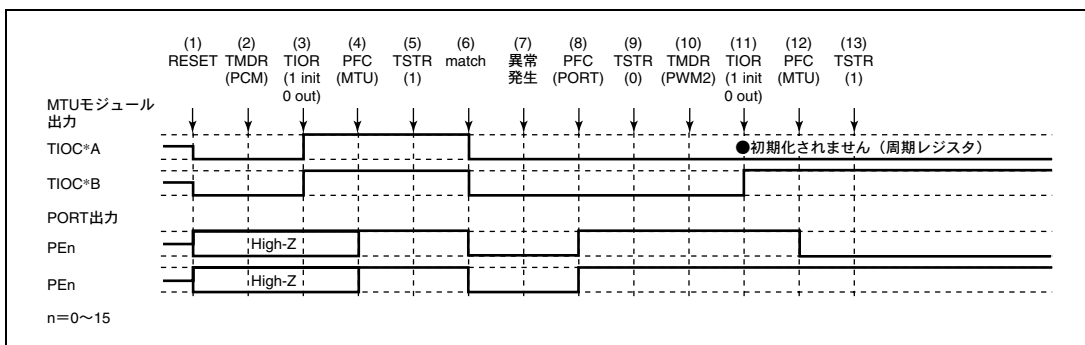 (1) (2) (3) (4) (5) (6) (7) (8) (9) (10) (11) (12) (13)
RESET TMDR TIOR PFC TSTR match 異常 PFC TSTR TMDR TIOR PFC TSTR
(PCM) (1 init (MTU) (1) 発生 (PORT) (0) (PWM2) (1 init (MTU) (1)
0 out) 0 out)
MTUモジュール
出力
TIOC*A ●初期化されません（周期レジスタ）
TIOC*B
PORT出力
PEn High-Z
PEn High-Z
n=0〜15